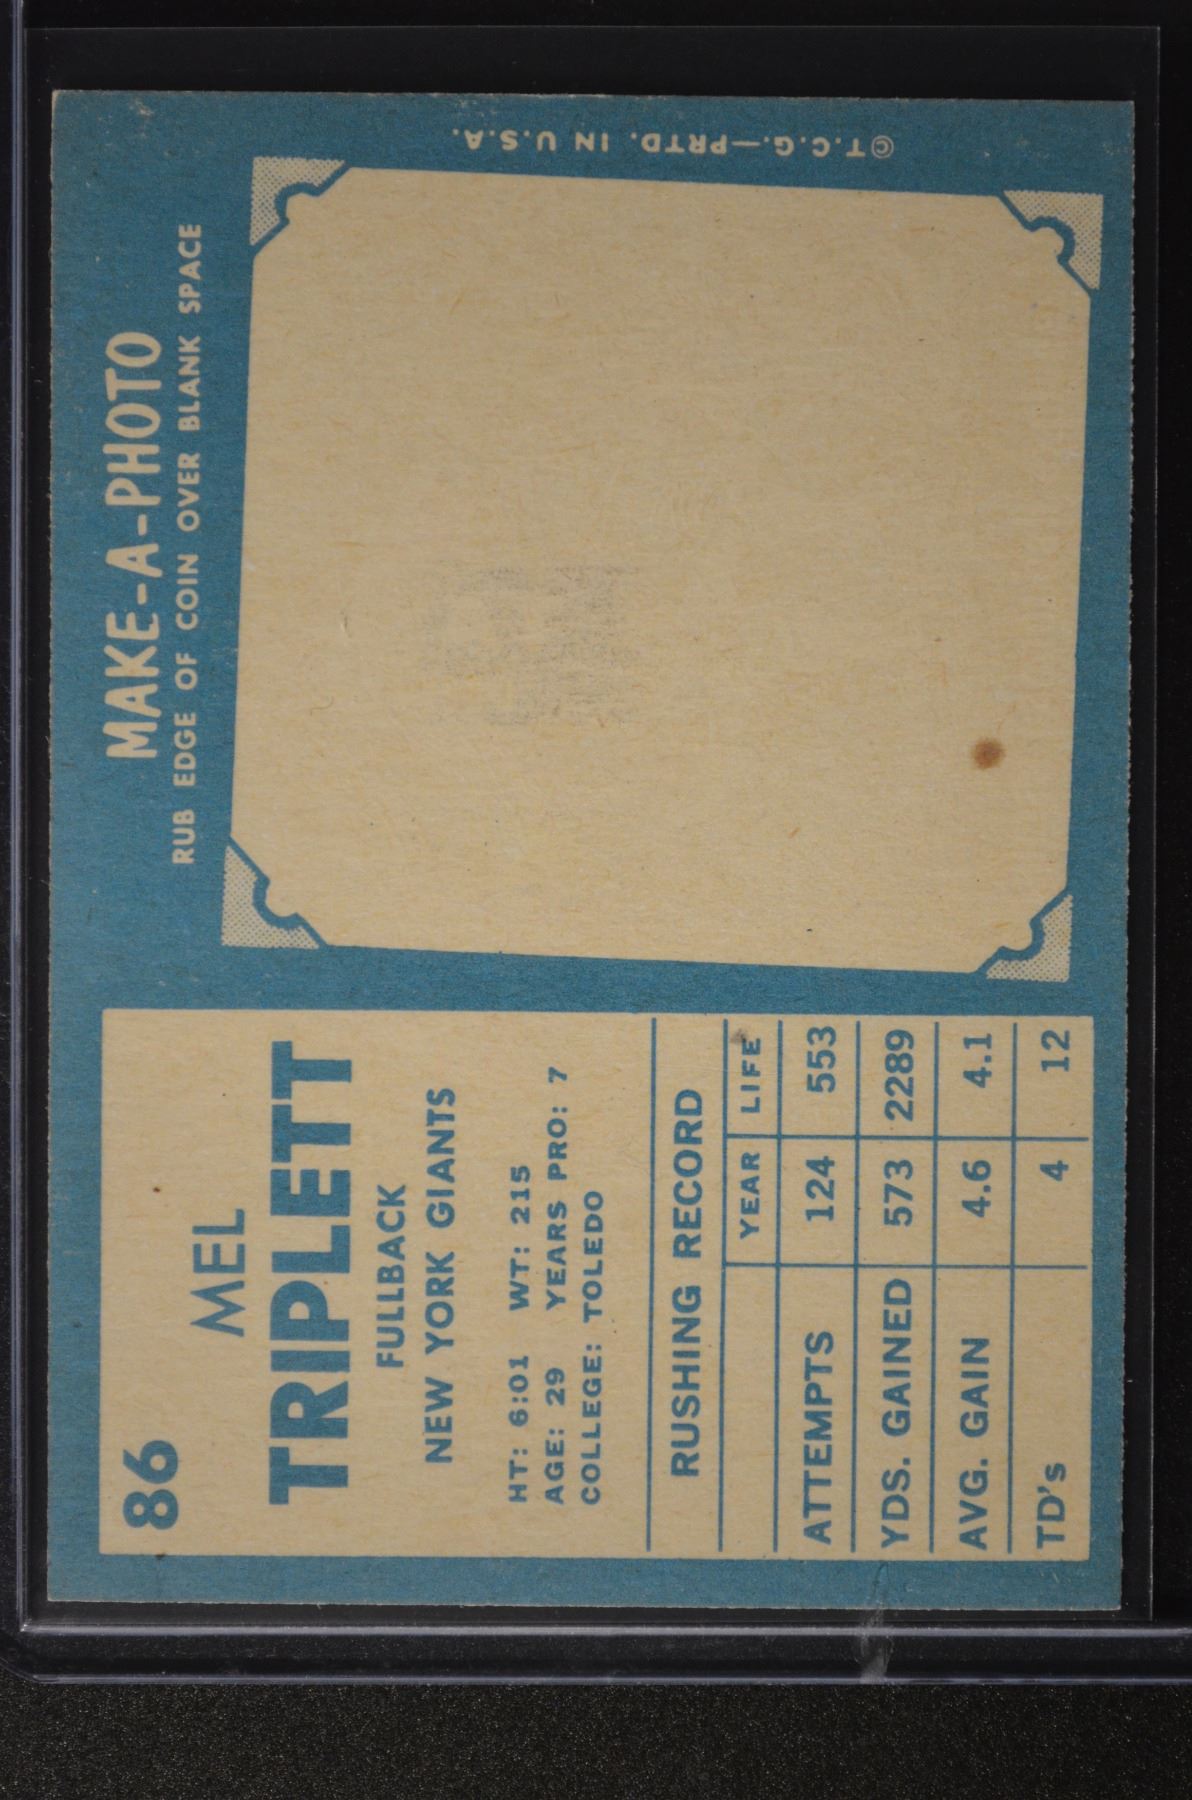 86
MEL
TRIPLETT
FULLBACK
NEW YORK GIANTS
HT: 6:01 WT: 215
AGE: 29 YEARS PRO: 7
COLLEGE: TOLEDO
RUSHING RECORD
YEAR LIFE
ATTEMPTS 124 553
YDS. GAINED 573 2289
AVG. GAIN 4.6 4.1
TD's 4 12
MAKE-A-PHOTO
RUB EDGE OF COIN OVER BLANK SPACE
©T.C.G.—PRTD. IN U.S.A.